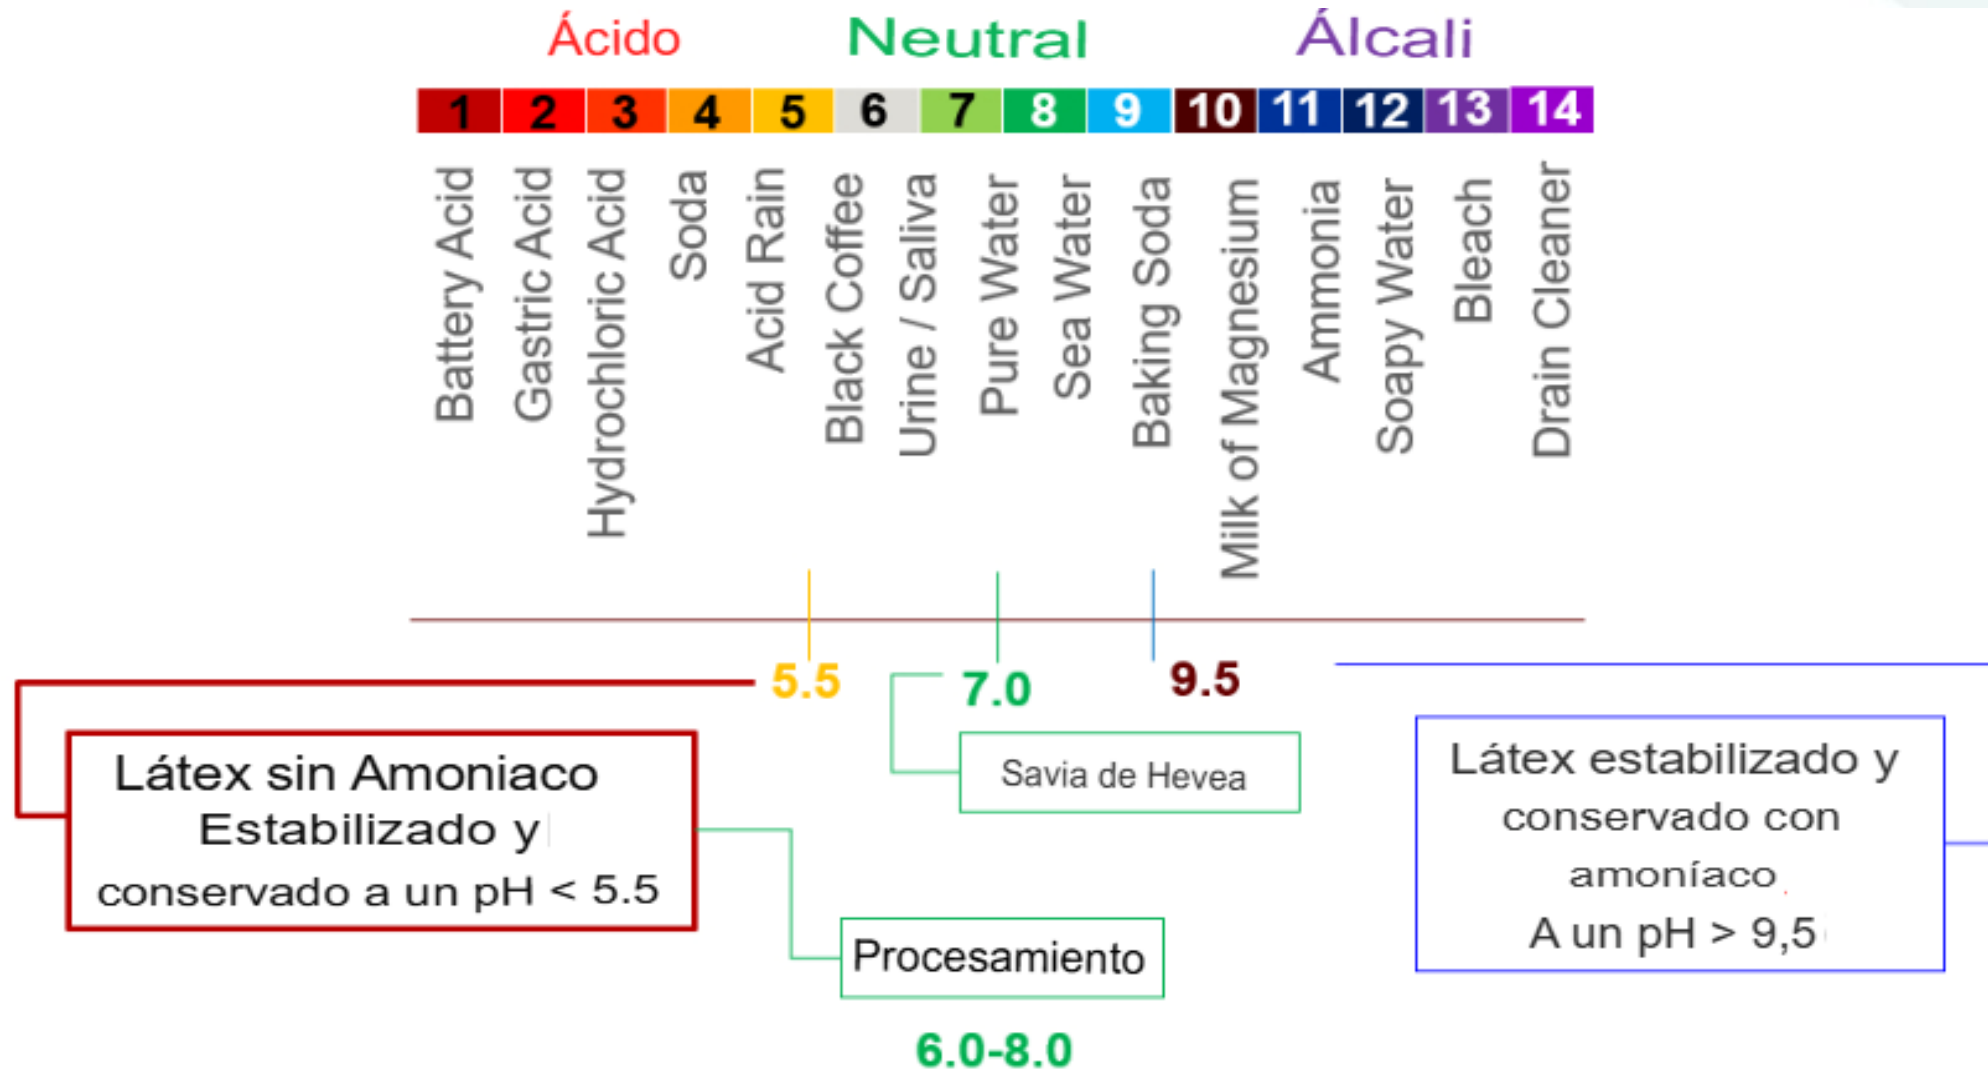 Ácido Neutral Álcali
1 2 3 4 5 6 7 8 9 10 11 12 13 14
Battery Acid
Gastric Acid
Hydrochloric Acid
Soda
Acid Rain
Black Coffee
Urine / Saliva
Pure Water
Sea Water
Baking Soda
Milk of Magnesium
Ammonia
Soapy Water
Bleach
Drain Cleaner
5.5 7.0 9.5
Látex sin Amoniaco
Estabilizado y
conservado a un pH < 5.5
Savia de Hevea
Látex estabilizado y
conservado con
amoníaco
A un pH > 9,5
Procesamiento
6.0-8.0